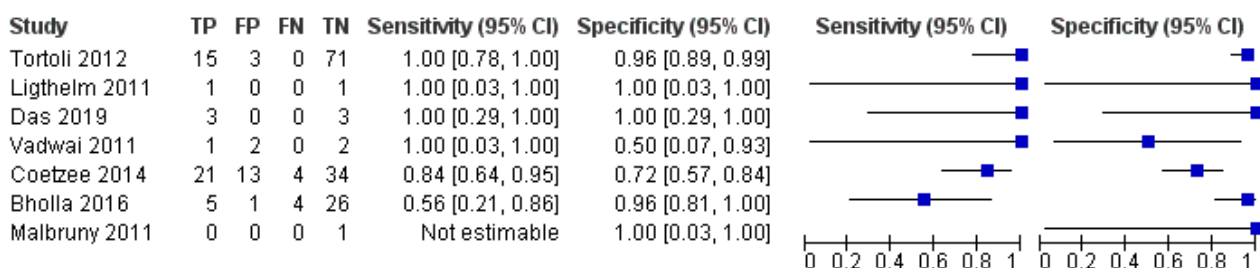 Study TP FP FN TN Sensitivity (95% CI) Specificity (95% CI) Sensitivity (95% CI) Specificity (95% CI)
Tortoli 2012 15 3 0 71 1.00 [0.78, 1.00] 0.96 [0.89, 0.99]
Ligthelm 2011 1 0 0 1 1.00 [0.03, 1.00] 1.00 [0.03, 1.00]
Das 2019 3 0 0 3 1.00 [0.29, 1.00] 1.00 [0.29, 1.00]
Vadwai 2011 1 2 0 2 1.00 [0.03, 1.00] 0.50 [0.07, 0.93]
Coetzee 2014 21 13 4 34 0.84 [0.64, 0.95] 0.72 [0.57, 0.84]
Bholla 2016 5 1 4 26 0.56 [0.21, 0.86] 0.96 [0.81, 1.00]
Malbruny 2011 0 0 0 1 Not estimable 1.00 [0.03, 1.00]
0 0.2 0.4 0.6 0.8 1 0 0.2 0.4 0.6 0.8 1